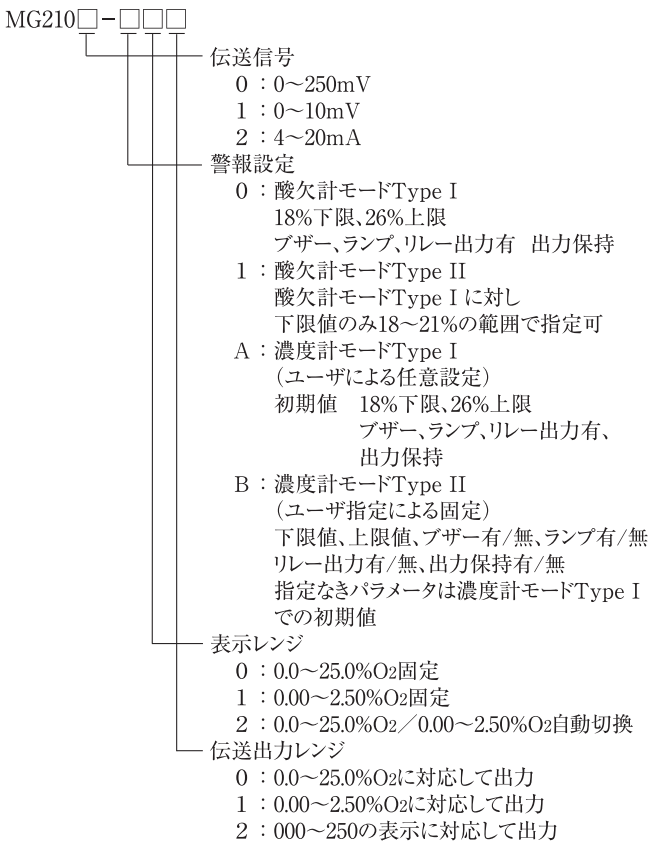 MG210□-□□□
伝送信号
0 : 0～250mV
1 : 0～10mV
2 : 4～20mA
警報設定
0 : 酸欠計モードType I
18%下限、26%上限
ブザー、ランプ、リレー出力有 出力保持
1 : 酸欠計モードType II
酸欠計モードType I に対し
下限値のみ18～21%の範囲で指定可
A : 濃度計モードType I
（ユーザによる任意設定）
初期値 18%下限、26%上限
ブザー、ランプ、リレー出力有、
出力保持
B : 濃度計モードType II
（ユーザ指定による固定）
下限値、上限値、ブザー有/無、ランプ有/無
リレー出力有/無、出力保持有/無
指定なきパラメータは濃度計モードType I
での初期値
表示レンジ
0 : 0.0～25.0%O2固定
1 : 0.00～2.50%O2固定
2 : 0.0～25.0%O2／0.00～2.50%O2自動切換
伝送出力レンジ
0 : 0.0～25.0%O2に対応して出力
1 : 0.00～2.50%O2に対応して出力
2 : 000～250の表示に対応して出力